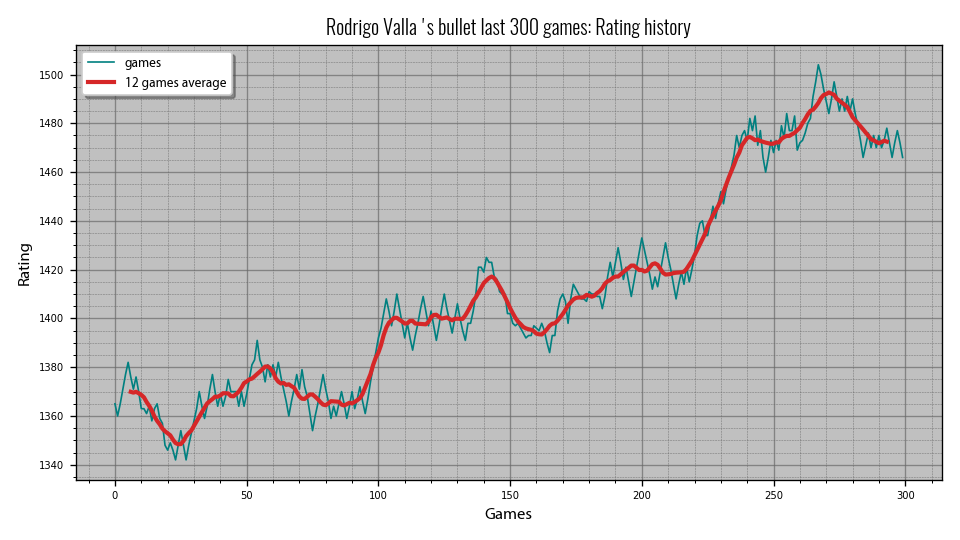 Rodrigo Valla 's bullet last 300 games: Rating history
games
12 games average
Rating
1500
1480
1460
1440
1420
1400
1380
1360
1340
0 50 100 150 200 250 300
Games